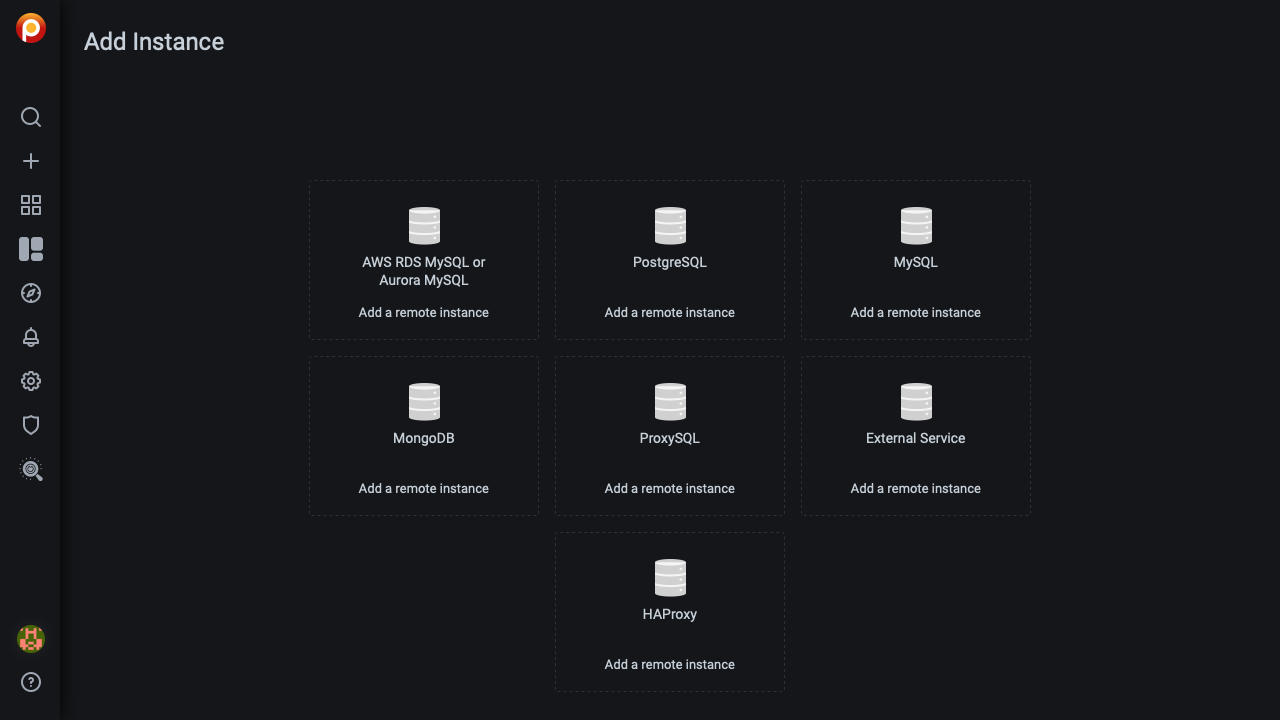 Add Instance
AWS RDS MySQL or
Aurora MySQL
Add a remote instance
PostgreSQL
Add a remote instance
MySQL
Add a remote instance
MongoDB
Add a remote instance
ProxySQL
Add a remote instance
External Service
Add a remote instance
HAProxy
Add a remote instance